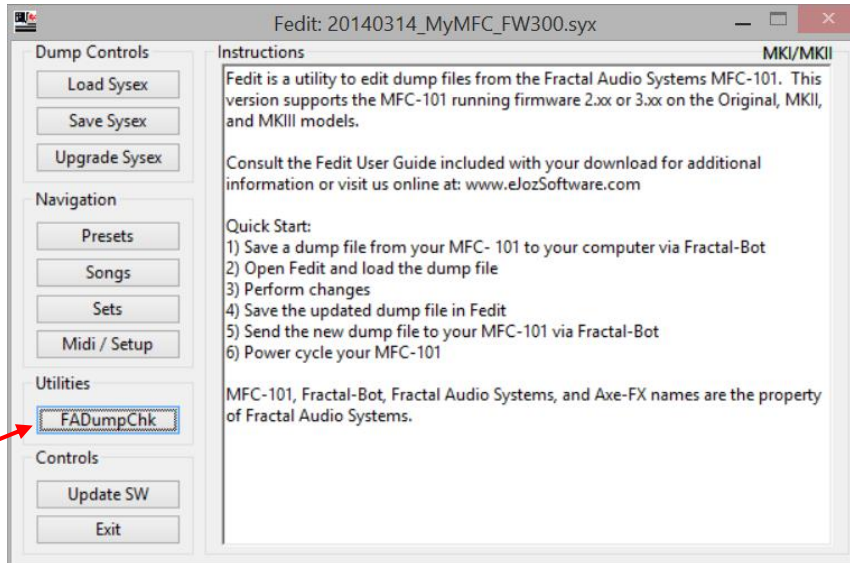 Fedit: 20140314_MyMFC_FW300.syx
Dump Controls
Load Sysex
Save Sysex
Upgrade Sysex
Navigation
Presets
Songs
Sets
Midi / Setup
Utilities
FADumpChk
Controls
Update SW
Exit
Instructions
MKI/MKII
Fedit is a utility to edit dump files from the Fractal Audio Systems MFC-101. This
version supports the MFC-101 running firmware 2.xx or 3.xx on the Original, MKII,
and MKIII models.
Consult the Fedit User Guide included with your download for additional
information or visit us online at: www.eJozSoftware.com
Quick Start:
1) Save a dump file from your MFC- 101 to your computer via Fractal-Bot
2) Open Fedit and load the dump file
3) Perform changes
4) Save the updated dump file in Fedit
5) Send the new dump file to your MFC-101 via Fractal-Bot
6) Power cycle your MFC-101
MFC-101, Fractal-Bot, Fractal Audio Systems, and Axe-FX names are the property
of Fractal Audio Systems.